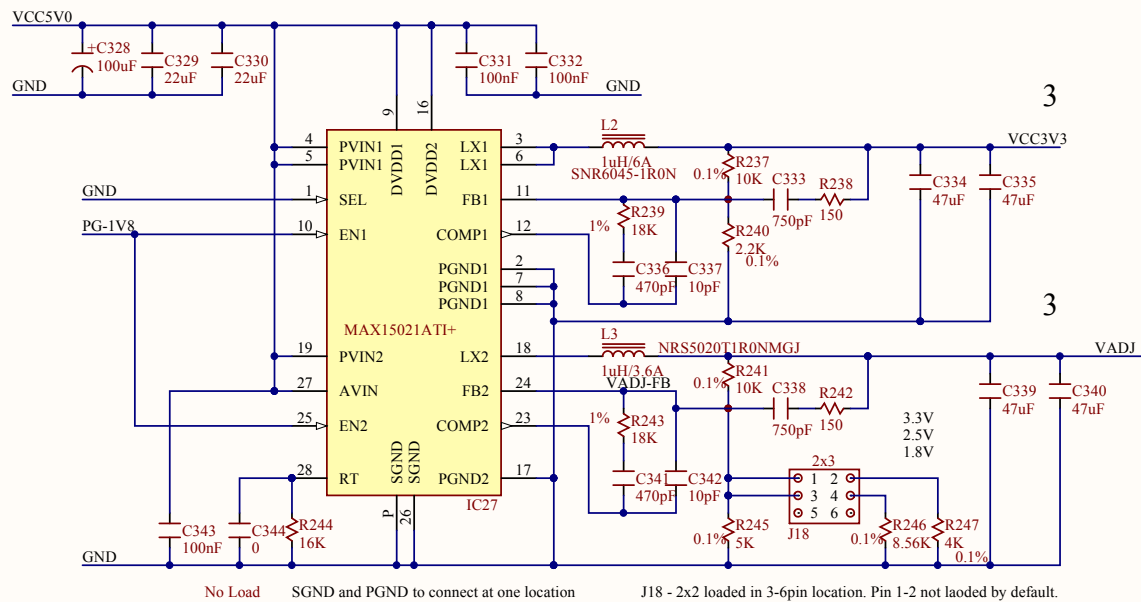 VCC5V0
+C328
100uF
C329
22uF
C330
22uF
C331
100nF
C332
100nF
GND
GND
3
9
16
DVDD1
DVDD2
4
PVIN1
5
PVIN1
LX1
3
LX1
6
L2
1uH/6A
SNR6045-1R0N
VCC3V3
R237
10K
0.1%
C333
750pF
R238
150
C334
47uF
C335
47uF
GND
1
SEL
FB1
11
PG-1V8
10
EN1
COMP1
12
1%
R239
18K
R240
2.2K
0.1%
C336
470pF
C337
10pF
PGND1
2
PGND1
7
PGND1
8
3
MAX15021ATI+
19
PVIN2
LX2
18
L3
NRS5020T1R0NMGJ
1uH/3.6A
VADJ
27
AVIN
FB2
24
VADJ-FB
R241
10K
0.1%
C338
750pF
R242
150
C339
47uF
C340
47uF
25
EN2
COMP2
23
1%
R243
18K
3.3V
2.5V
1.8V
28
RT
SGND
SGND
PGND2
17
C341
470pF
C342
10pF
2x3
1 2
3 4
5 6
J18
P
26
IC27
C343
100nF
C344
0
R244
16K
R245
5K
0.1%
R246
8.56K
0.1%
R247
4K
0.1%
GND
No Load
SGND and PGND to connect at one location
J18 - 2x2 loaded in 3-6pin location. Pin 1-2 not laoded by default.